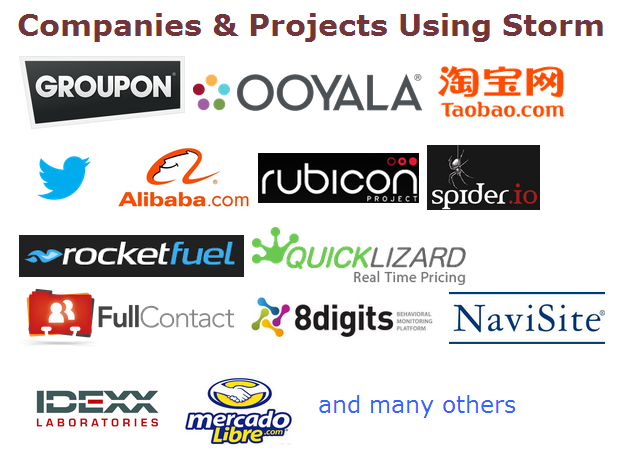 Companies & Projects Using Storm
GROUPON®
OOYALA®
淘宝网
Taobao.com
Alibaba.com
rubicon
PROJECT
spider.io
rocketfuel
QUICKLIZARD
Real Time Pricing
FullContact
8digits
BEHAVIORAL
MONITORING
PLATFORM
NaviSite®
IDEXX
LABORATORIES
mercado
Libre.com
and many others